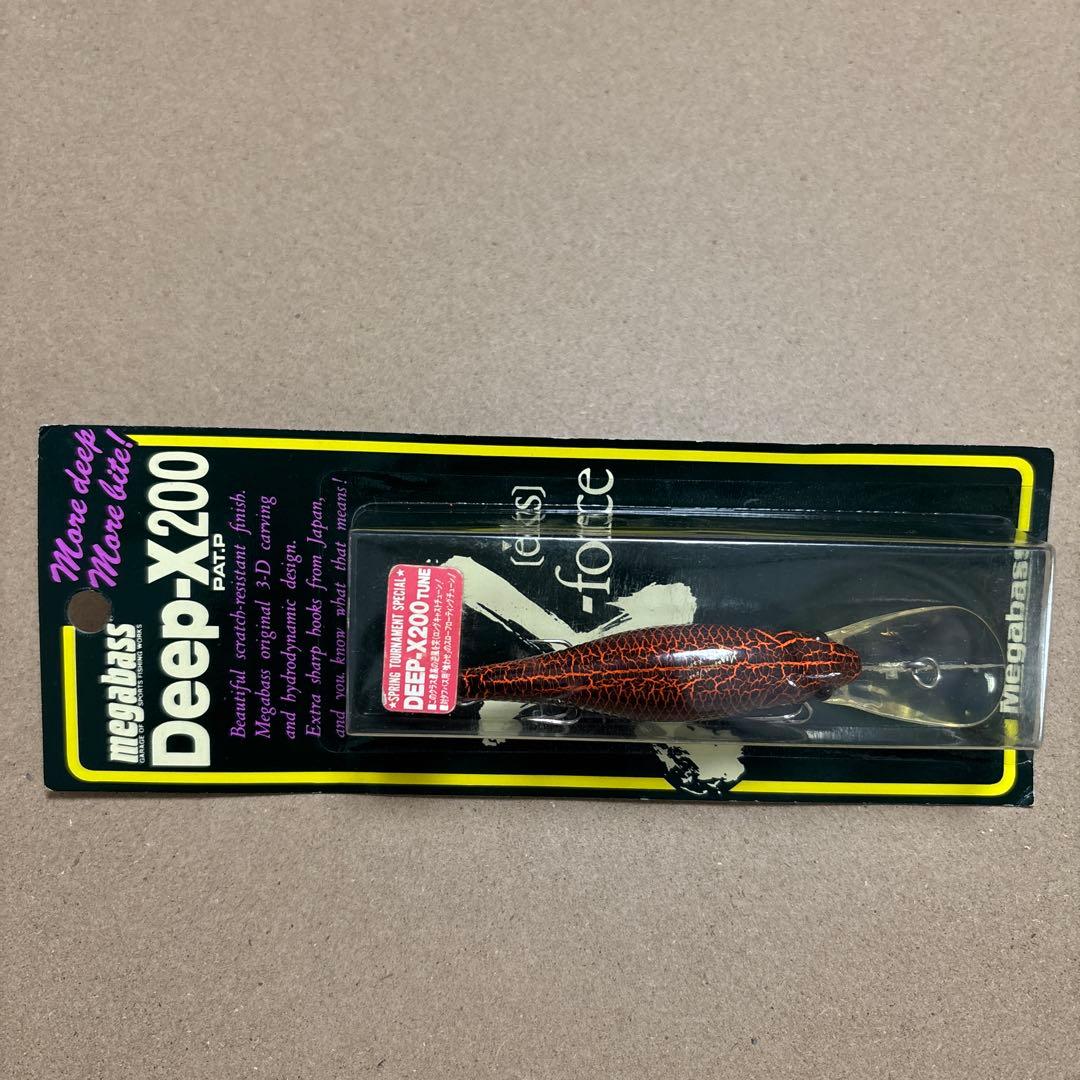 More deep
More bite!
megabass
GARAGE OF SPORTS FISHING WORKS
Deep-X200
PAT.P
Beautiful scratch-resistant finish.
Megabass original 3-D carving
and hydrodynamic design.
Extra sharp hooks from Japan,
and you know what that means!
★SPRING TOURNAMENT SPECIAL★
DEEP-X200 TUNE
[éks]
-force
Megabass